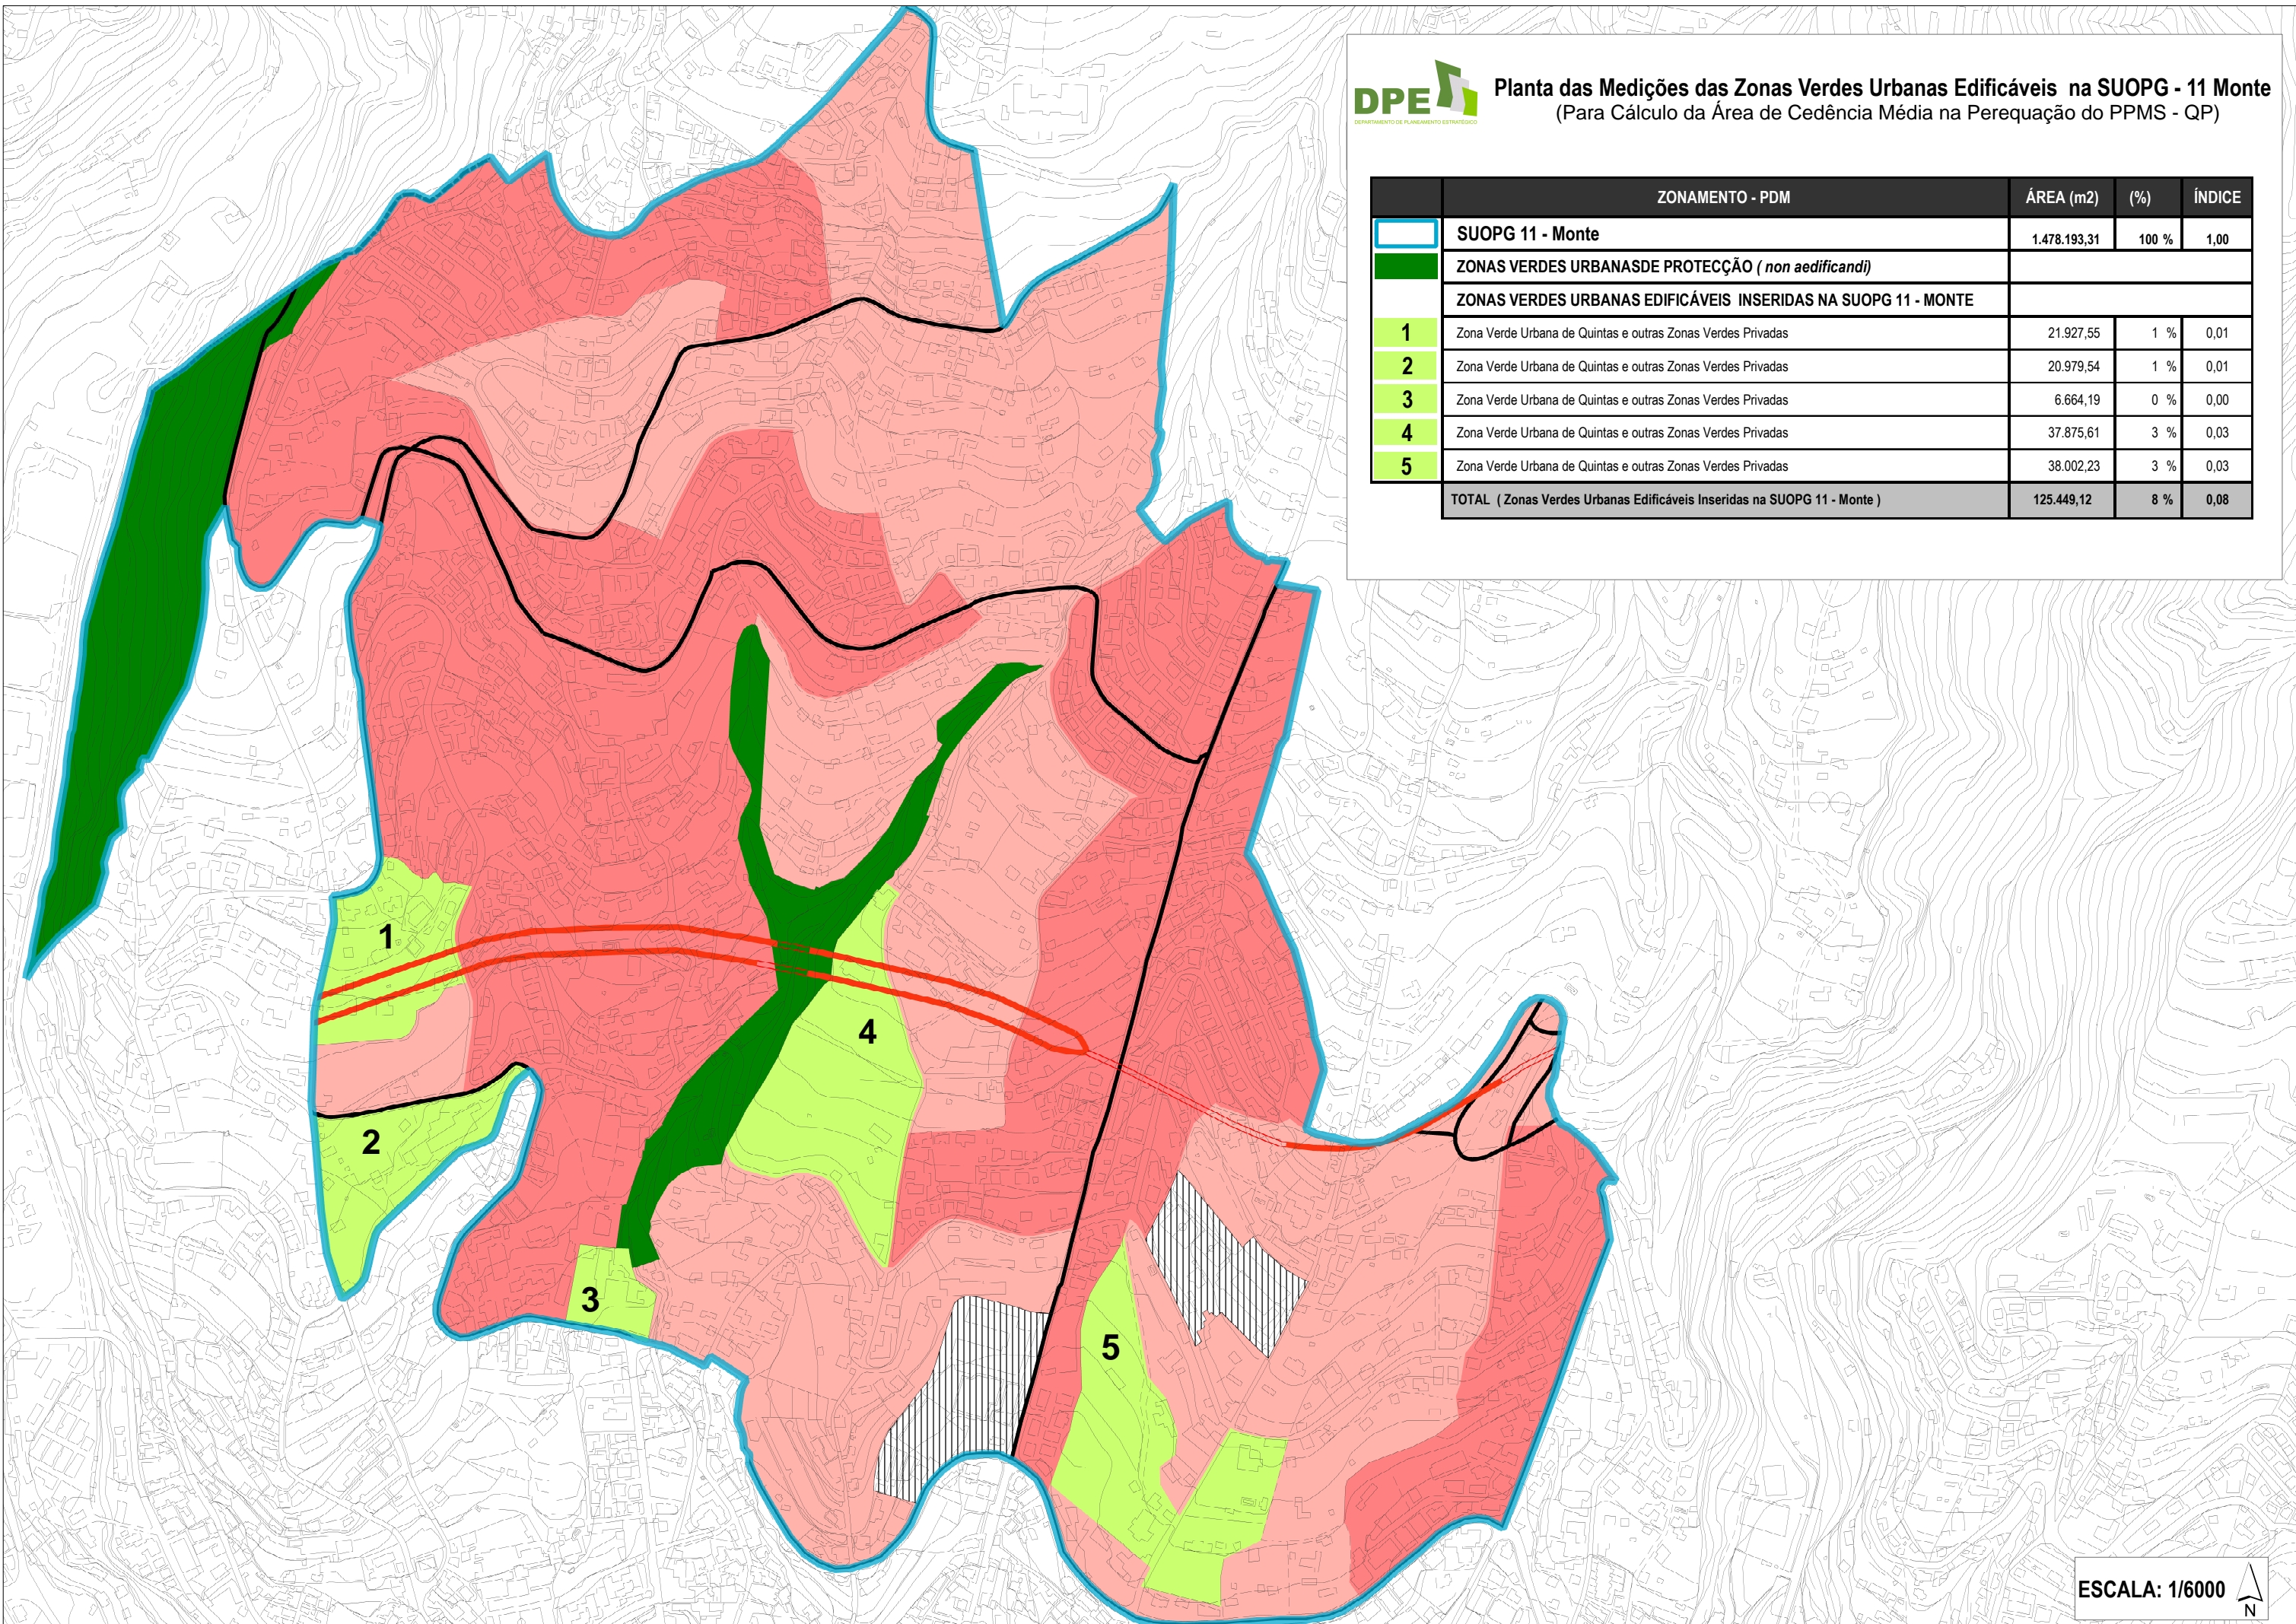 DPE
DEPARTAMENTO DE PLANEAMENTO ESTRATÉGICO
Planta das Medições das Zonas Verdes Urbanas Edificáveis na SUOPG - 11 Monte
(Para Cálculo da Área de Cedência Média na Perequação do PPMS - QP)
ZONAMENTO - PDM ÁREA (m2) (%) ÍNDICE
SUOPG 11 - Monte 1.478.193,31 100 % 1,00
ZONAS VERDES URBANASDE PROTECÇÃO ( non aedificandi)
ZONAS VERDES URBANAS EDIFICÁVEIS INSERIDAS NA SUOPG 11 - MONTE
1 Zona Verde Urbana de Quintas e outras Zonas Verdes Privadas 21.927,55 1 % 0,01
2 Zona Verde Urbana de Quintas e outras Zonas Verdes Privadas 20.979,54 1 % 0,01
3 Zona Verde Urbana de Quintas e outras Zonas Verdes Privadas 6.664,19 0 % 0,00
4 Zona Verde Urbana de Quintas e outras Zonas Verdes Privadas 37.875,61 3 % 0,03
5 Zona Verde Urbana de Quintas e outras Zonas Verdes Privadas 38.002,23 3 % 0,03
TOTAL ( Zonas Verdes Urbanas Edificáveis Inseridas na SUOPG 11 - Monte ) 125.449,12 8 % 0,08
1
4
2
3
5
ESCALA: 1/6000
N